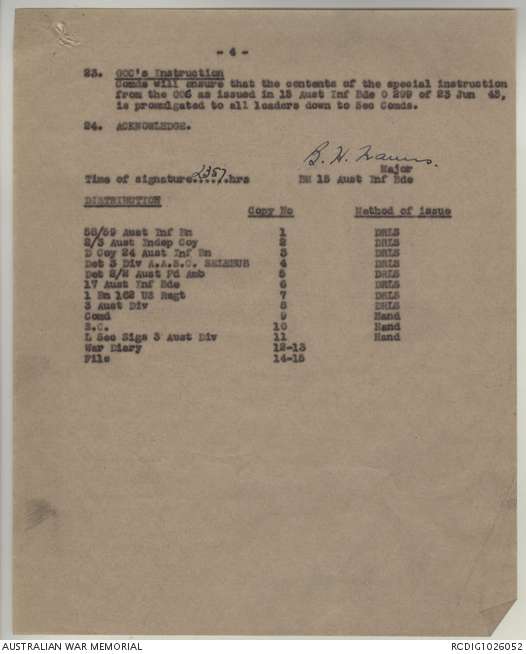 - 4 -
23. GOC's Instruction
Comds will ensure that the contents of the special instruction
from the GOC as issued in 15 Aust Inf Bde O 299 of 23 Jun 43,
is promulgated to all leaders down to Sec Comds.
24. ACKNOWLEDGE.
B. H. Travers.
Major
Time of signature..2357..hrs BM 15 Aust Inf Bde
DISTRIBUTION Copy No Method of issue
58/59 Aust Inf Bn 1 DRLS
2/3 Aust Indep Coy 2 DRLS
D Coy 24 Aust Inf Bn 3 DRLS
Det 3 Div A.A.S.C. 4 DRLS
Det 2/2 Aust Fd Amb 5 DRLS
17 Aust Inf Bde 6 DRLS
1 Bn 162 US Regt 7 DRLS
3 Aust Div 8 DRLS
Comd 9 Hand
S.C. 10 Hand
L Sec Sigs 3 Aust Div 11 Hand
War Diary 12-13
File 14-15
AUSTRALIAN WAR MEMORIAL RCDIG1026052